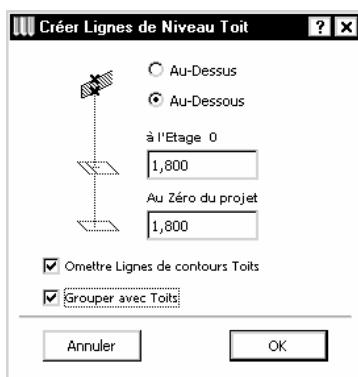 Créer Lignes de Niveau Toit
Au-Dessus
Au-Dessous
à l'Etage 0
1,800
Au Zéro du projet
1,800
Omettre Lignes de contours Toits
Grouper avec Toits
Annuler OK